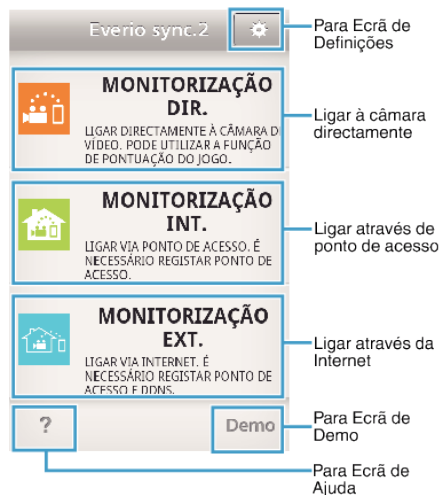 Everio sync.2
Para Ecrã de
Definições
MONITORIZAÇÃO
DIR.
LIGAR DIRECTAMENTE À CÂMARA D
VÍDEO. PODE UTILIZAR A FUNÇÃO
DE PONTUAÇÃO DO JOGO.
Ligar à câmara
directamente
MONITORIZAÇÃO
INT.
LIGAR VIA PONTO DE ACESSO. É
NECESSÁRIO REGISTAR PONTO DE
ACESSO.
Ligar através de
ponto de acesso
MONITORIZAÇÃO
EXT.
LIGAR VIA INTERNET. É
NECESSÁRIO REGISTAR PONTO DE
ACESSO E DDNS.
Ligar através da
Internet
?
Demo
Para Ecrã de
Demo
Para Ecrã de
Ajuda